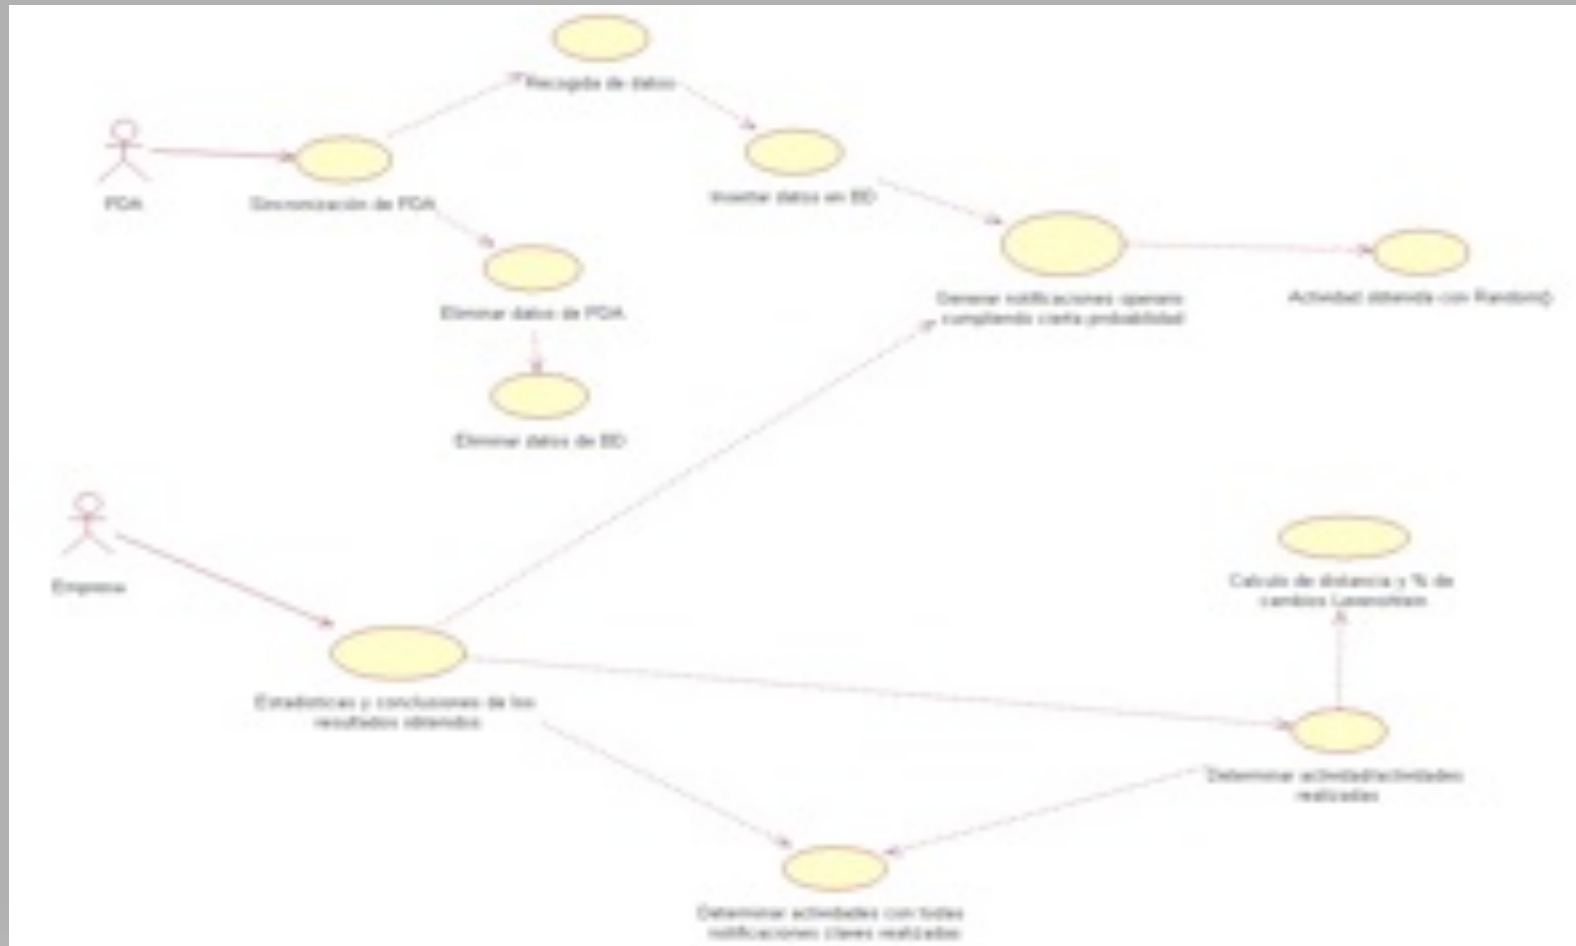 Recogida de datos
PDA
Sincronización de PDA
Insertar datos en BD
Generar notificaciones operario
cumpliendo cierta probabilidad
Actividad obtenida con Random()
Eliminar datos de PDA
Eliminar datos de BD
Empresa
Calculo de distancia y % de
cambios Levenshtein
Estadísticas y conclusiones de los
resultados obtenidos
Determinar actividad/actividades
realizadas
Determinar actividades con todas
notificaciones claves realizadas